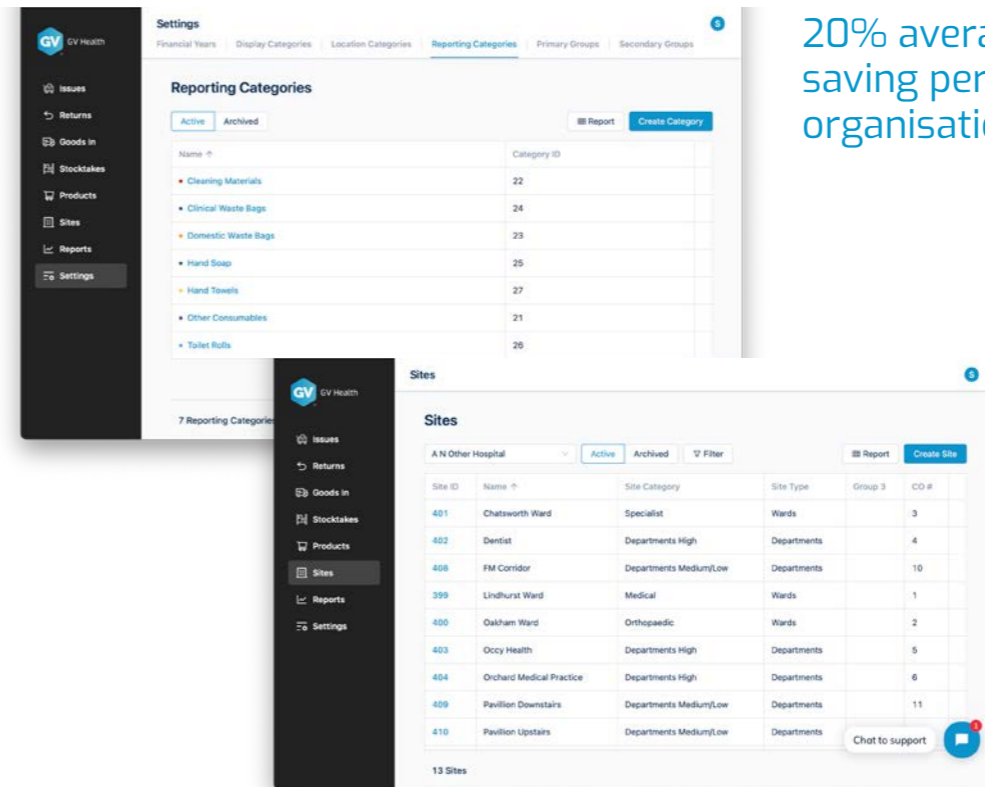 GV GV Health
Issues
Returns
Goods In
Stocktakes
Products
Sites
Reports
Settings
Settings
S
Financial Years Display Categories Location Categories Reporting Categories Primary Groups Secondary Groups
Reporting Categories
Active Archived Report Create Category
Name Category ID
Cleaning Materials 22
Clinical Waste Bags 24
Domestic Waste Bags 23
Hand Soap 25
Hand Towels 27
Other Consumables 21
Toilet Rolls 26
7 Reporting Categories
20% avera
saving per
organisati
GV GV Health
Issues
Returns
Goods In
Stocktakes
Products
Sites
Reports
Settings
Sites
S
Sites
A N Other Hospital Active Archived Filter Report Create Site
Site ID Name Site Category Site Type Group 3 CO #
401 Chatsworth Ward Specialist Wards 3
402 Dentist Departments High Departments 4
408 FM Corridor Departments Medium/Low Departments 10
399 Lindhurst Ward Medical Wards 1
400 Oakham Ward Orthopaedic Wards 2
403 Occy Health Departments High Departments 5
404 Orchard Medical Practice Departments High Departments 6
409 Pavillion Downstairs Departments Medium/Low Departments 11
410 Pavillion Upstairs Departments Medium/Low Departments
Chat to support 1
13 Sites